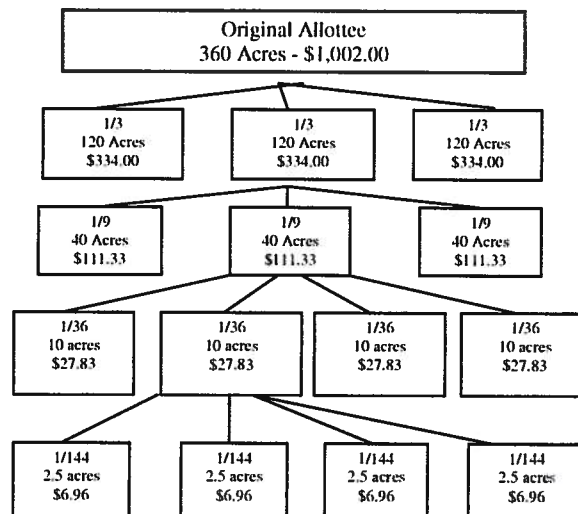 Original Allottee
360 Acres - $1,002.00
1/3
120 Acres
$334.00
1/3
120 Acres
$334.00
1/3
120 Acres
$334.00
1/9
40 Acres
$111.33
1/9
40 Acres
$111.33
1/9
40 Acres
$111.33
1/36
10 acres
$27.83
1/36
10 acres
$27.83
1/36
10 acres
$27.83
1/36
10 acres
$27.83
1/144
2.5 acres
$6.96
1/144
2.5 acres
$6.96
1/144
2.5 acres
$6.96
1/144
2.5 acres
$6.96